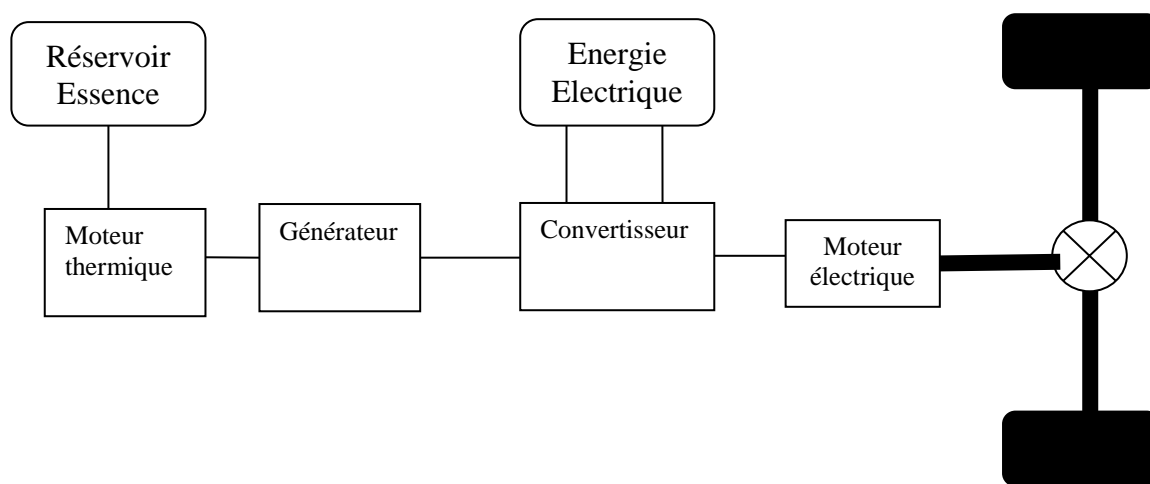 Réservoir
Essence
Energie
Electrique
Moteur
thermique
Générateur
Convertisseur
Moteur
électrique